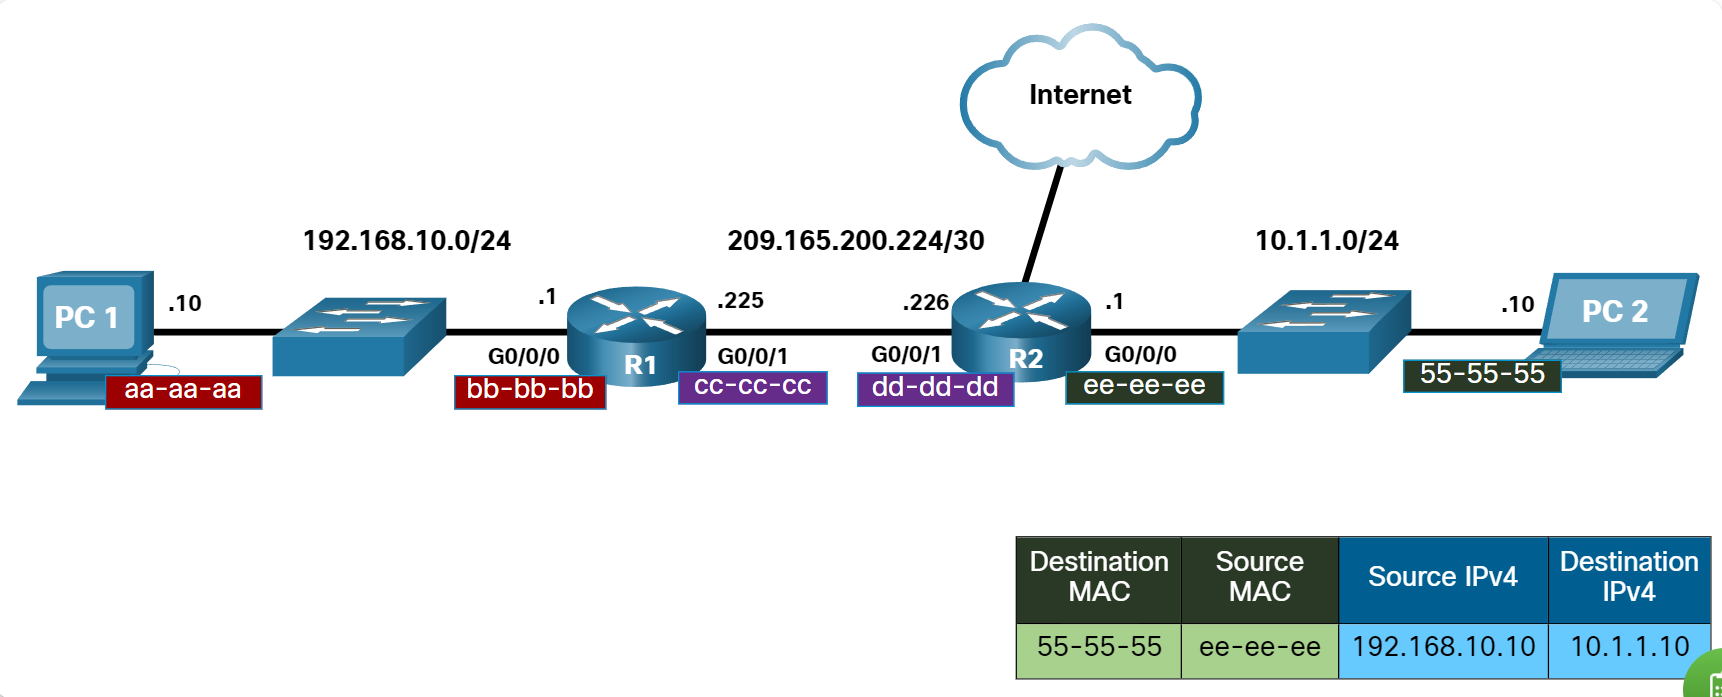 Internet
192.168.10.0/24
209.165.200.224/30
10.1.1.0/24
PC 1
.10
.1
.225
.226
.1
.10
PC 2
G0/0/0
R1
G0/0/1
G0/0/1
R2
G0/0/0
aa-aa-aa
bb-bb-bb
cc-cc-cc
dd-dd-dd
ee-ee-ee
55-55-55
Destination MAC
Source MAC
Source IPv4
Destination IPv4
55-55-55
ee-ee-ee
192.168.10.10
10.1.1.10